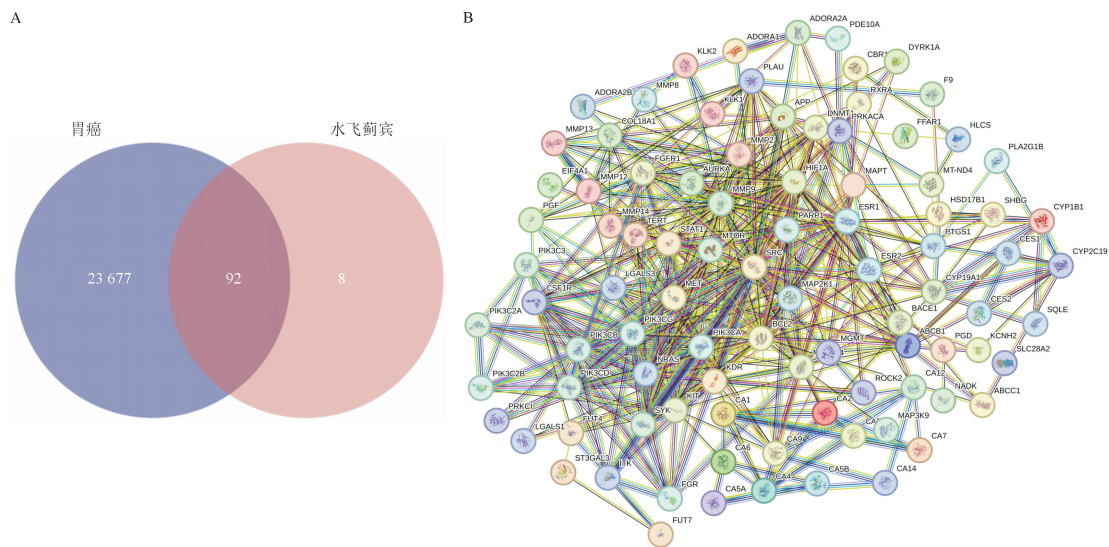 A
B
胃癌
水飞蓟宾
23 677
92
8
ADORA2A
PDE10A
ADORA1
KLK2
CBR1
DYRK1A
PLAU
F9
RXRA
ADORA2B
MMP8
KLK1
APP
DNMT1
PRKACA
FFAR1
HLCS
COL18A1
MMP13
MMP2
PLA2G1B
MT-ND4
FGFR1
AURKA
HIF1A
MAPT
EIF4A1
MMP12
MMP9
HSD17B1
SHBG
CYP1B1
PGF
MMP14
TERT
PARP1
ESR1
STAT1
MTOR
PTGS1
CES1
CYP2C19
PIK3C3
SRC
ESR2
LGALS3
CYP19A1
CSF1R
MET
MAP2K1
BACE1
CES2
SQLE
PIK3C2A
PIK3CG
PIK3CB
PIK3CA
BCL2
ABCB1
PGD
KCNH2
MGMT
SLC28A2
PIK3C2B
PIK3CD
NRAS
KDR
ROCK2
CA12
NADK
ABCC1
PRKCI
FUT4
SYK
KIT
CA1
CA2
MAP3K9
LGALS1
CA9
CA7
ST3GAL3
ITK
CA6
CA5B
CA14
FGR
CA5A
CA4
FUT7